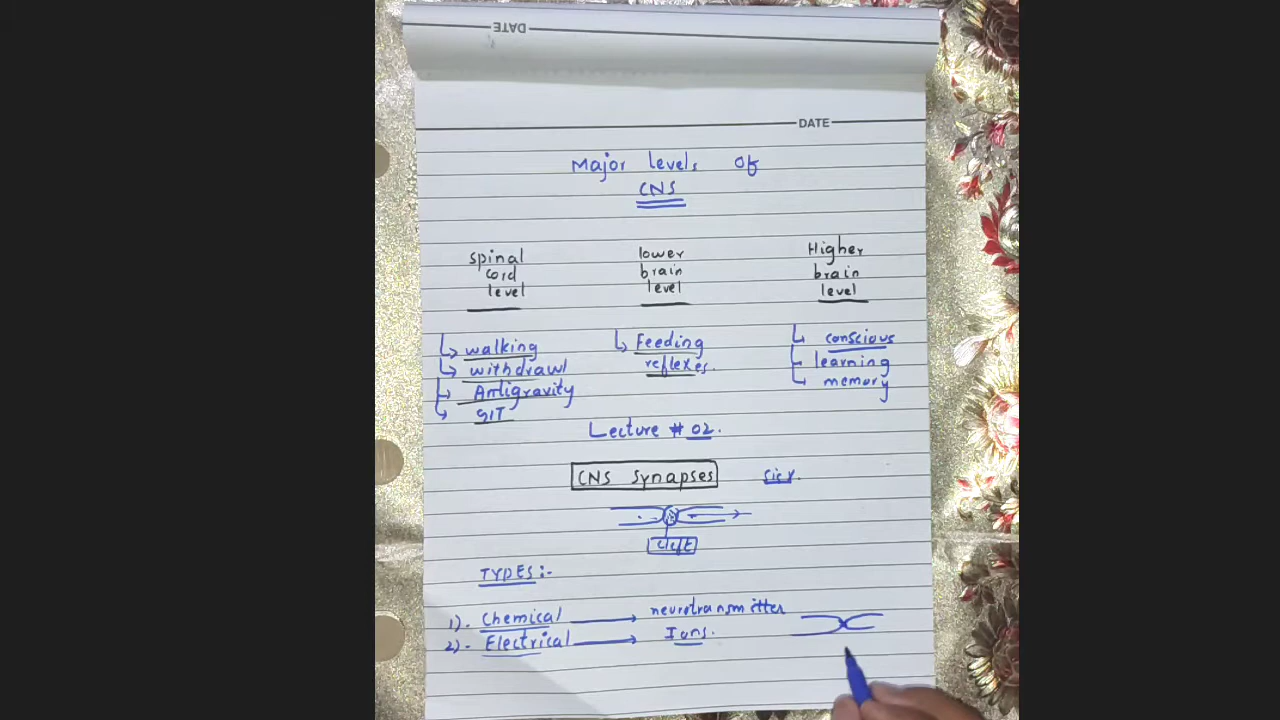 DATE
DATE
Major levels of
CNS
spinal
cord
level
lower
brain
level
Higher
brain
level
walking
withdrawl
Antigravity
GIT
Feeding
reflexes.
conscious
learning
memory
Lecture # 02.
CNS Synapses
cleft
TYPES:-
1). Chemical → neurotransmitter
2). Electrical → Ions.